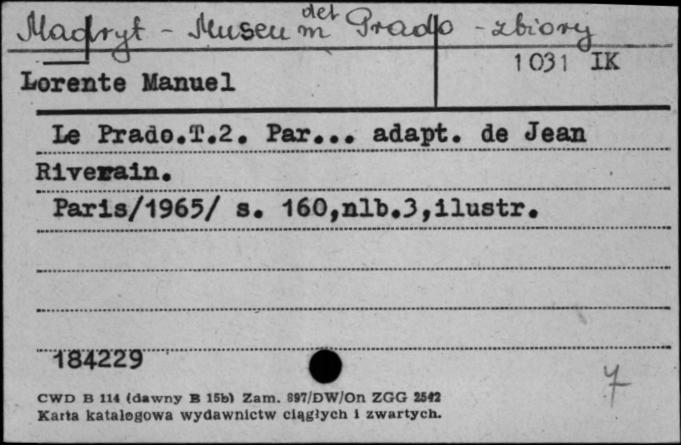 Madryt - Museum del Prado - zbiory
1031 IK
Lorente Manuel
Le Prado.T.2. Par... adapt. de Jean
Riverain.
Paris/1965/ s. 160,nlb.3,ilustr.
184229
7
CWD B 114 (dawny B 15b) Zam. 897/DW/On ZGG 2542
Karta katalogowa wydawnictw ciągłych i zwartych.